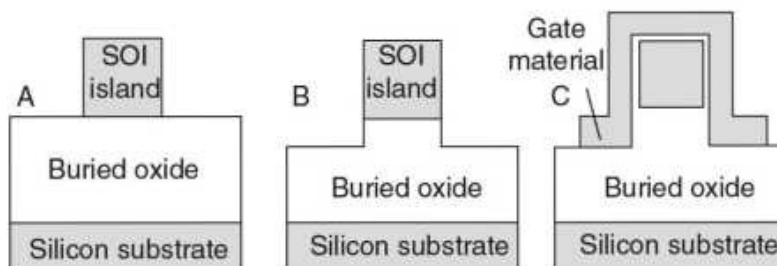 A
SOI
island
Buried oxide
Silicon substrate
B
SOI
island
Buried oxide
Silicon substrate
Gate
material
C
Buried oxide
Silicon substrate